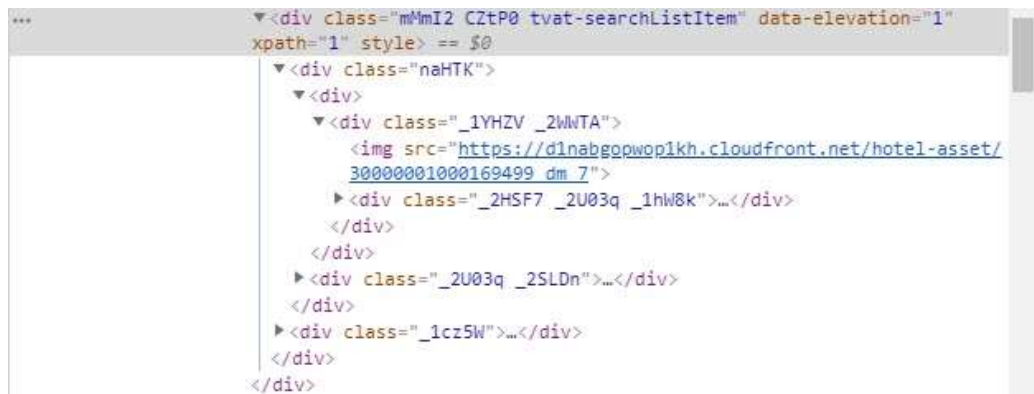 ... ▼<div class="mMmI2 CZtP0 tvat-searchListItem" data-elevation="1"
xpath="1" style> == $0
▼<div class="naHTK">
▼<div>
▼<div class="_1YHZV _2WWTA">
<img src="https://d1nabgopwop1kh.cloudfront.net/hotel-asset/
30000001000169499_dm_7">
▶<div class="_2HSF7 _2U03q _1hW8k">…</div>
</div>
</div>
▶<div class="_2U03q _2SLDn">…</div>
</div>
▶<div class="_1cz5W">…</div>
</div>
</div>